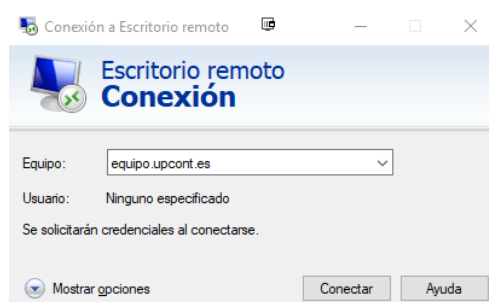 Conexión a Escritorio remoto
Escritorio remoto
Conexión
Equipo: equipo.upcont.es
Usuario: Ninguno especificado
Se solicitarán credenciales al conectarse.
Mostrar opciones Conectar Ayuda